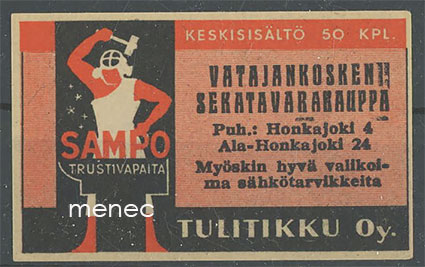 KESKISISÄLTÖ 50 KPL.
VATAJANKOSKEN
SEKATAVARAKAUPPA
Puh.: Honkajoki 4
Ala-Honkajoki 24
Myöskin hyvä valikoi-
ma sähkötarvikkeita
SAMPO
TRUSTIVAPAITA
menec
TULITIKKU Oy.